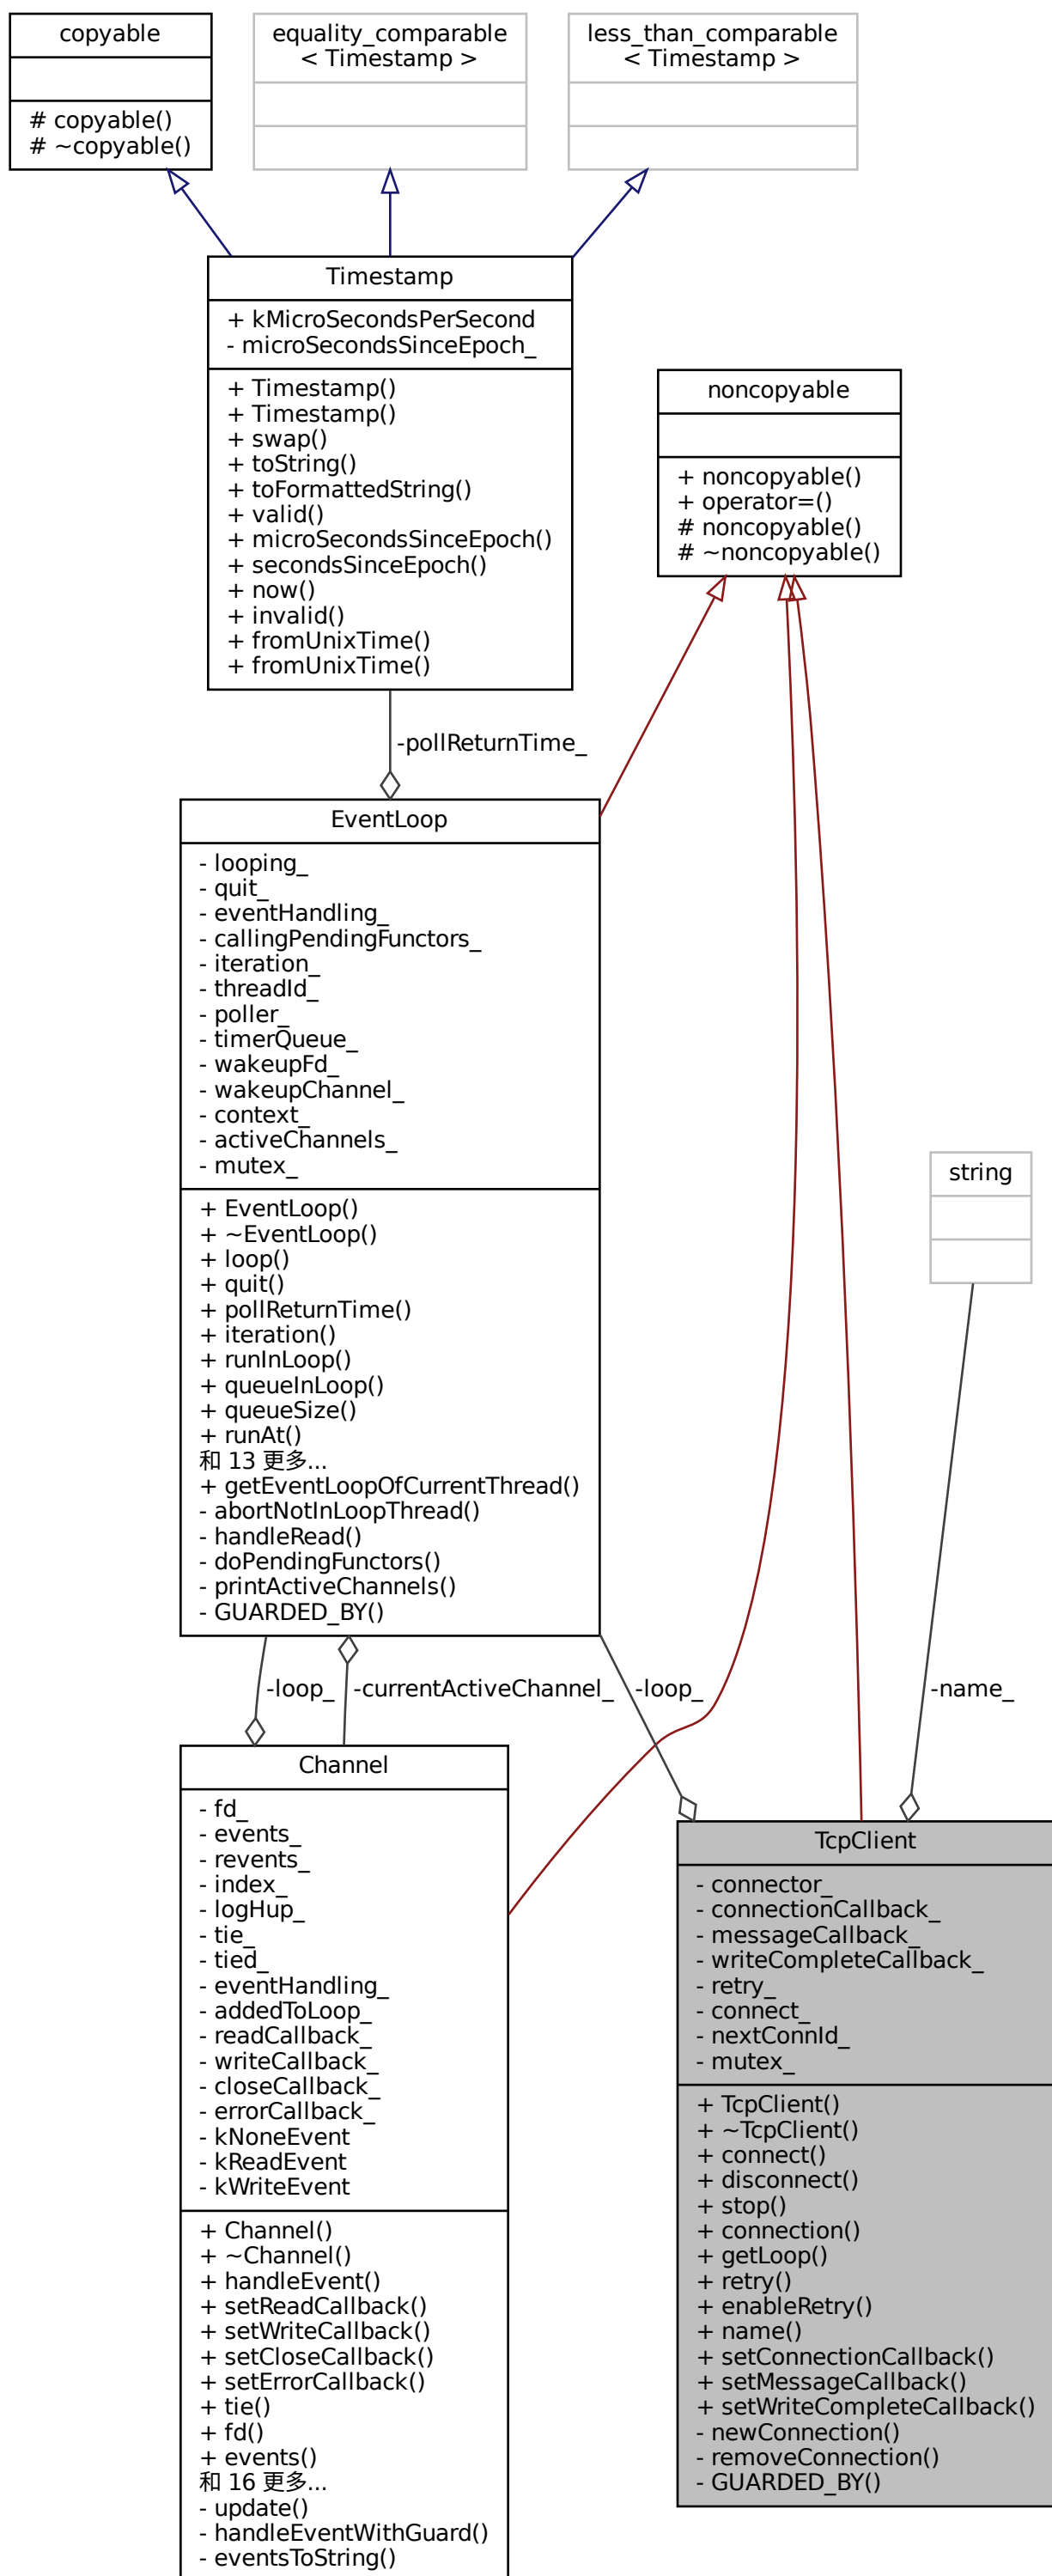 copyable
# copyable()
# ~copyable()
equality_comparable
< Timestamp >
less_than_comparable
< Timestamp >
Timestamp
+ kMicroSecondsPerSecond
- microSecondsSinceEpoch_
+ Timestamp()
+ Timestamp()
+ swap()
+ toString()
+ toFormattedString()
+ valid()
+ microSecondsSinceEpoch()
+ secondsSinceEpoch()
+ now()
+ invalid()
+ fromUnixTime()
+ fromUnixTime()
noncopyable
+ noncopyable()
+ operator=()
# noncopyable()
# ~noncopyable()
-pollReturnTime_
EventLoop
- looping_
- quit_
- eventHandling_
- callingPendingFunctors_
- iteration_
- threadId_
- poller_
- timerQueue_
- wakeupFd_
- wakeupChannel_
- context_
- activeChannels_
- mutex_
+ EventLoop()
+ ~EventLoop()
+ loop()
+ quit()
+ pollReturnTime()
+ iteration()
+ runInLoop()
+ queueInLoop()
+ queueSize()
+ runAt()
和 13 更多...
+ getEventLoopOfCurrentThread()
- abortNotInLoopThread()
- handleRead()
- doPendingFunctors()
- printActiveChannels()
- GUARDED_BY()
string
-loop_
-currentActiveChannel_
-loop_
-name_
Channel
- fd_
- events_
- revents_
- index_
- logHup_
- tie_
- tied_
- eventHandling_
- addedToLoop_
- readCallback_
- writeCallback_
- closeCallback_
- errorCallback_
- kNoneEvent
- kReadEvent
- kWriteEvent
+ Channel()
+ ~Channel()
+ handleEvent()
+ setReadCallback()
+ setWriteCallback()
+ setCloseCallback()
+ setErrorCallback()
+ tie()
+ fd()
+ events()
和 16 更多...
- update()
- handleEventWithGuard()
- eventsToString()
TcpClient
- connector_
- connectionCallback_
- messageCallback_
- writeCompleteCallback_
- retry_
- connect_
- nextConnId_
- mutex_
+ TcpClient()
+ ~TcpClient()
+ connect()
+ disconnect()
+ stop()
+ connection()
+ getLoop()
+ retry()
+ enableRetry()
+ name()
+ setConnectionCallback()
+ setMessageCallback()
+ setWriteCompleteCallback()
- newConnection()
- removeConnection()
- GUARDED_BY()